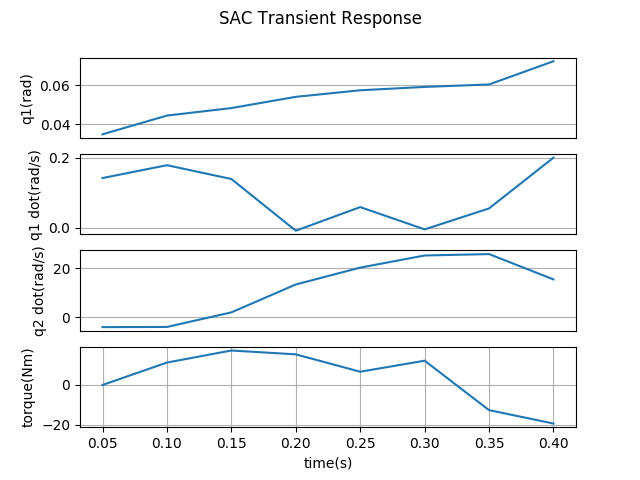 SAC Transient Response
0.06
0.04
q1(rad)
0.2
0.0
q1 dot(rad/s)
20
0
q2 dot(rad/s)
0
−20
torque(Nm)
0.05 0.10 0.15 0.20 0.25 0.30 0.35 0.40
time(s)